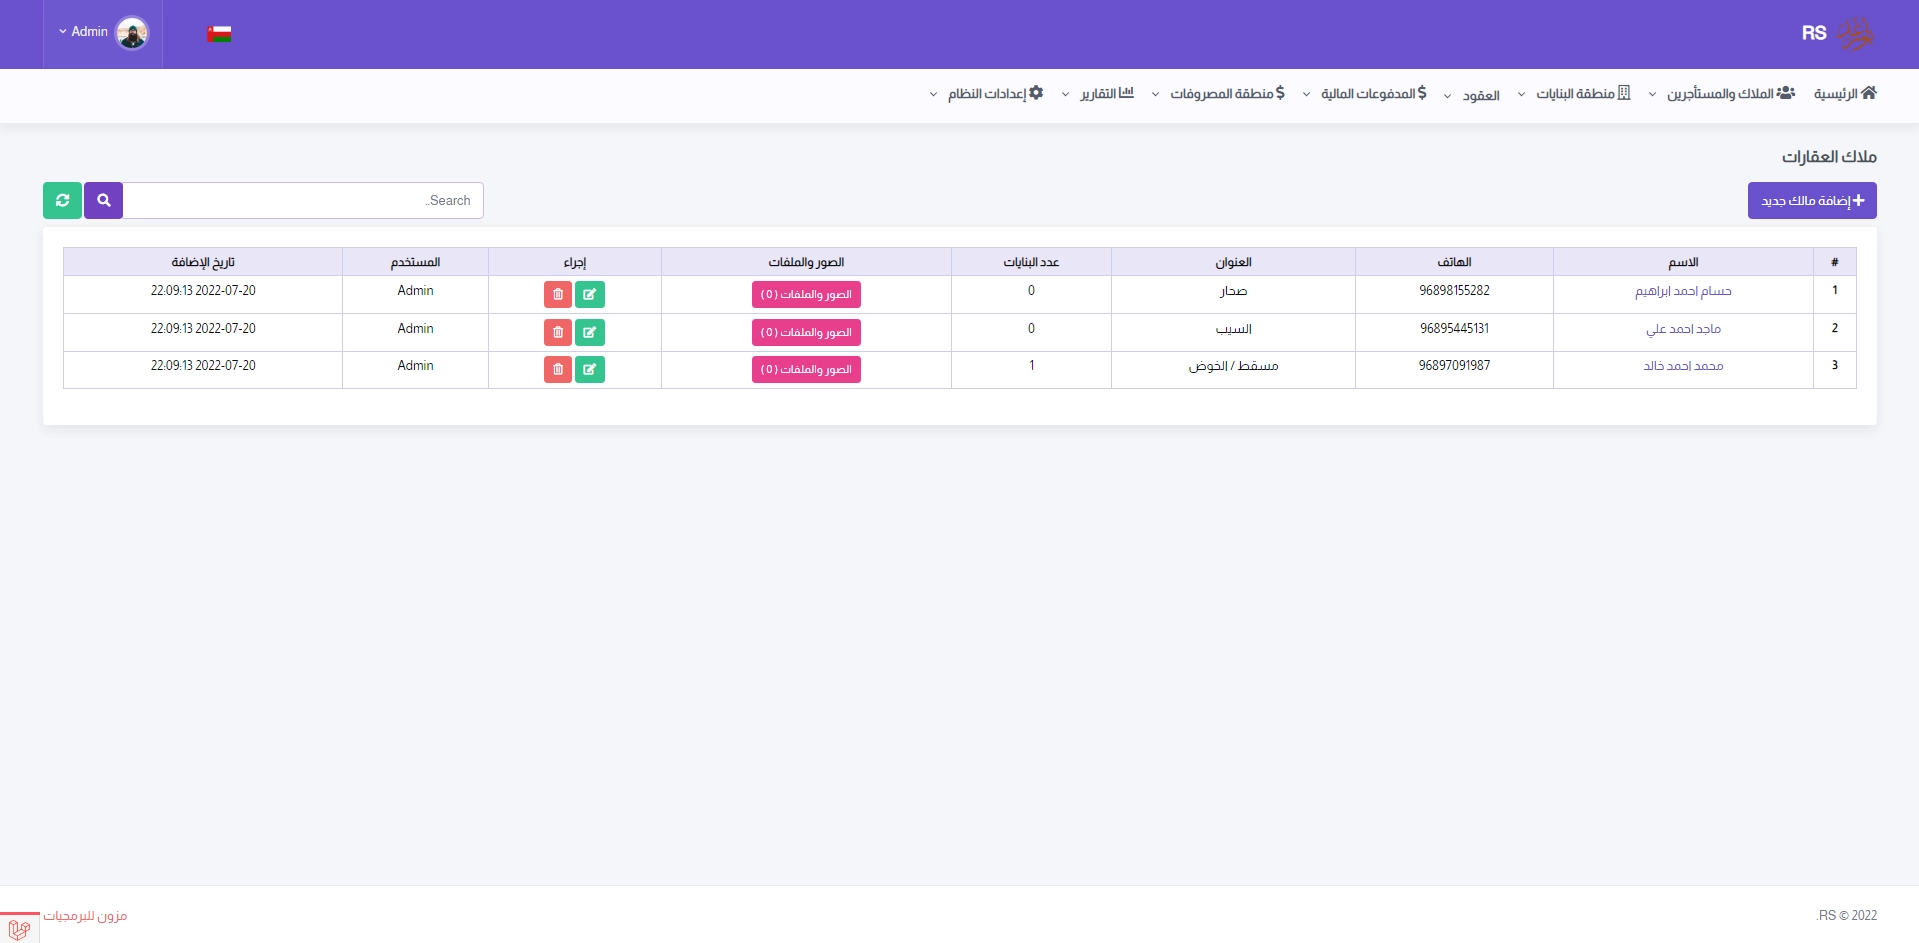 RS
Admin
الرئيسية الملاك والمستأجرين منطقة البنايات العقود المدفوعات المالية منطقة المصروفات التقارير إعدادات النظام
ملاك العقارات
إضافة مالك جديد
Search..
# الاسم الهاتف العنوان عدد البنايات الصور والملفات إجراء المستخدم تاريخ الإضافة
1 حسام احمد ابراهيم 96898155282 صحار 0 الصور والملفات ( 0 ) Admin 2022-07-20 22:09:13
2 ماجد احمد علي 96895445131 السيب 0 الصور والملفات ( 0 ) Admin 2022-07-20 22:09:13
3 محمد احمد خالد 96897091987 مسقط / الخوض 1 الصور والملفات ( 0 ) Admin 2022-07-20 22:09:13
2022 © RS.
مزون للبرمجيات